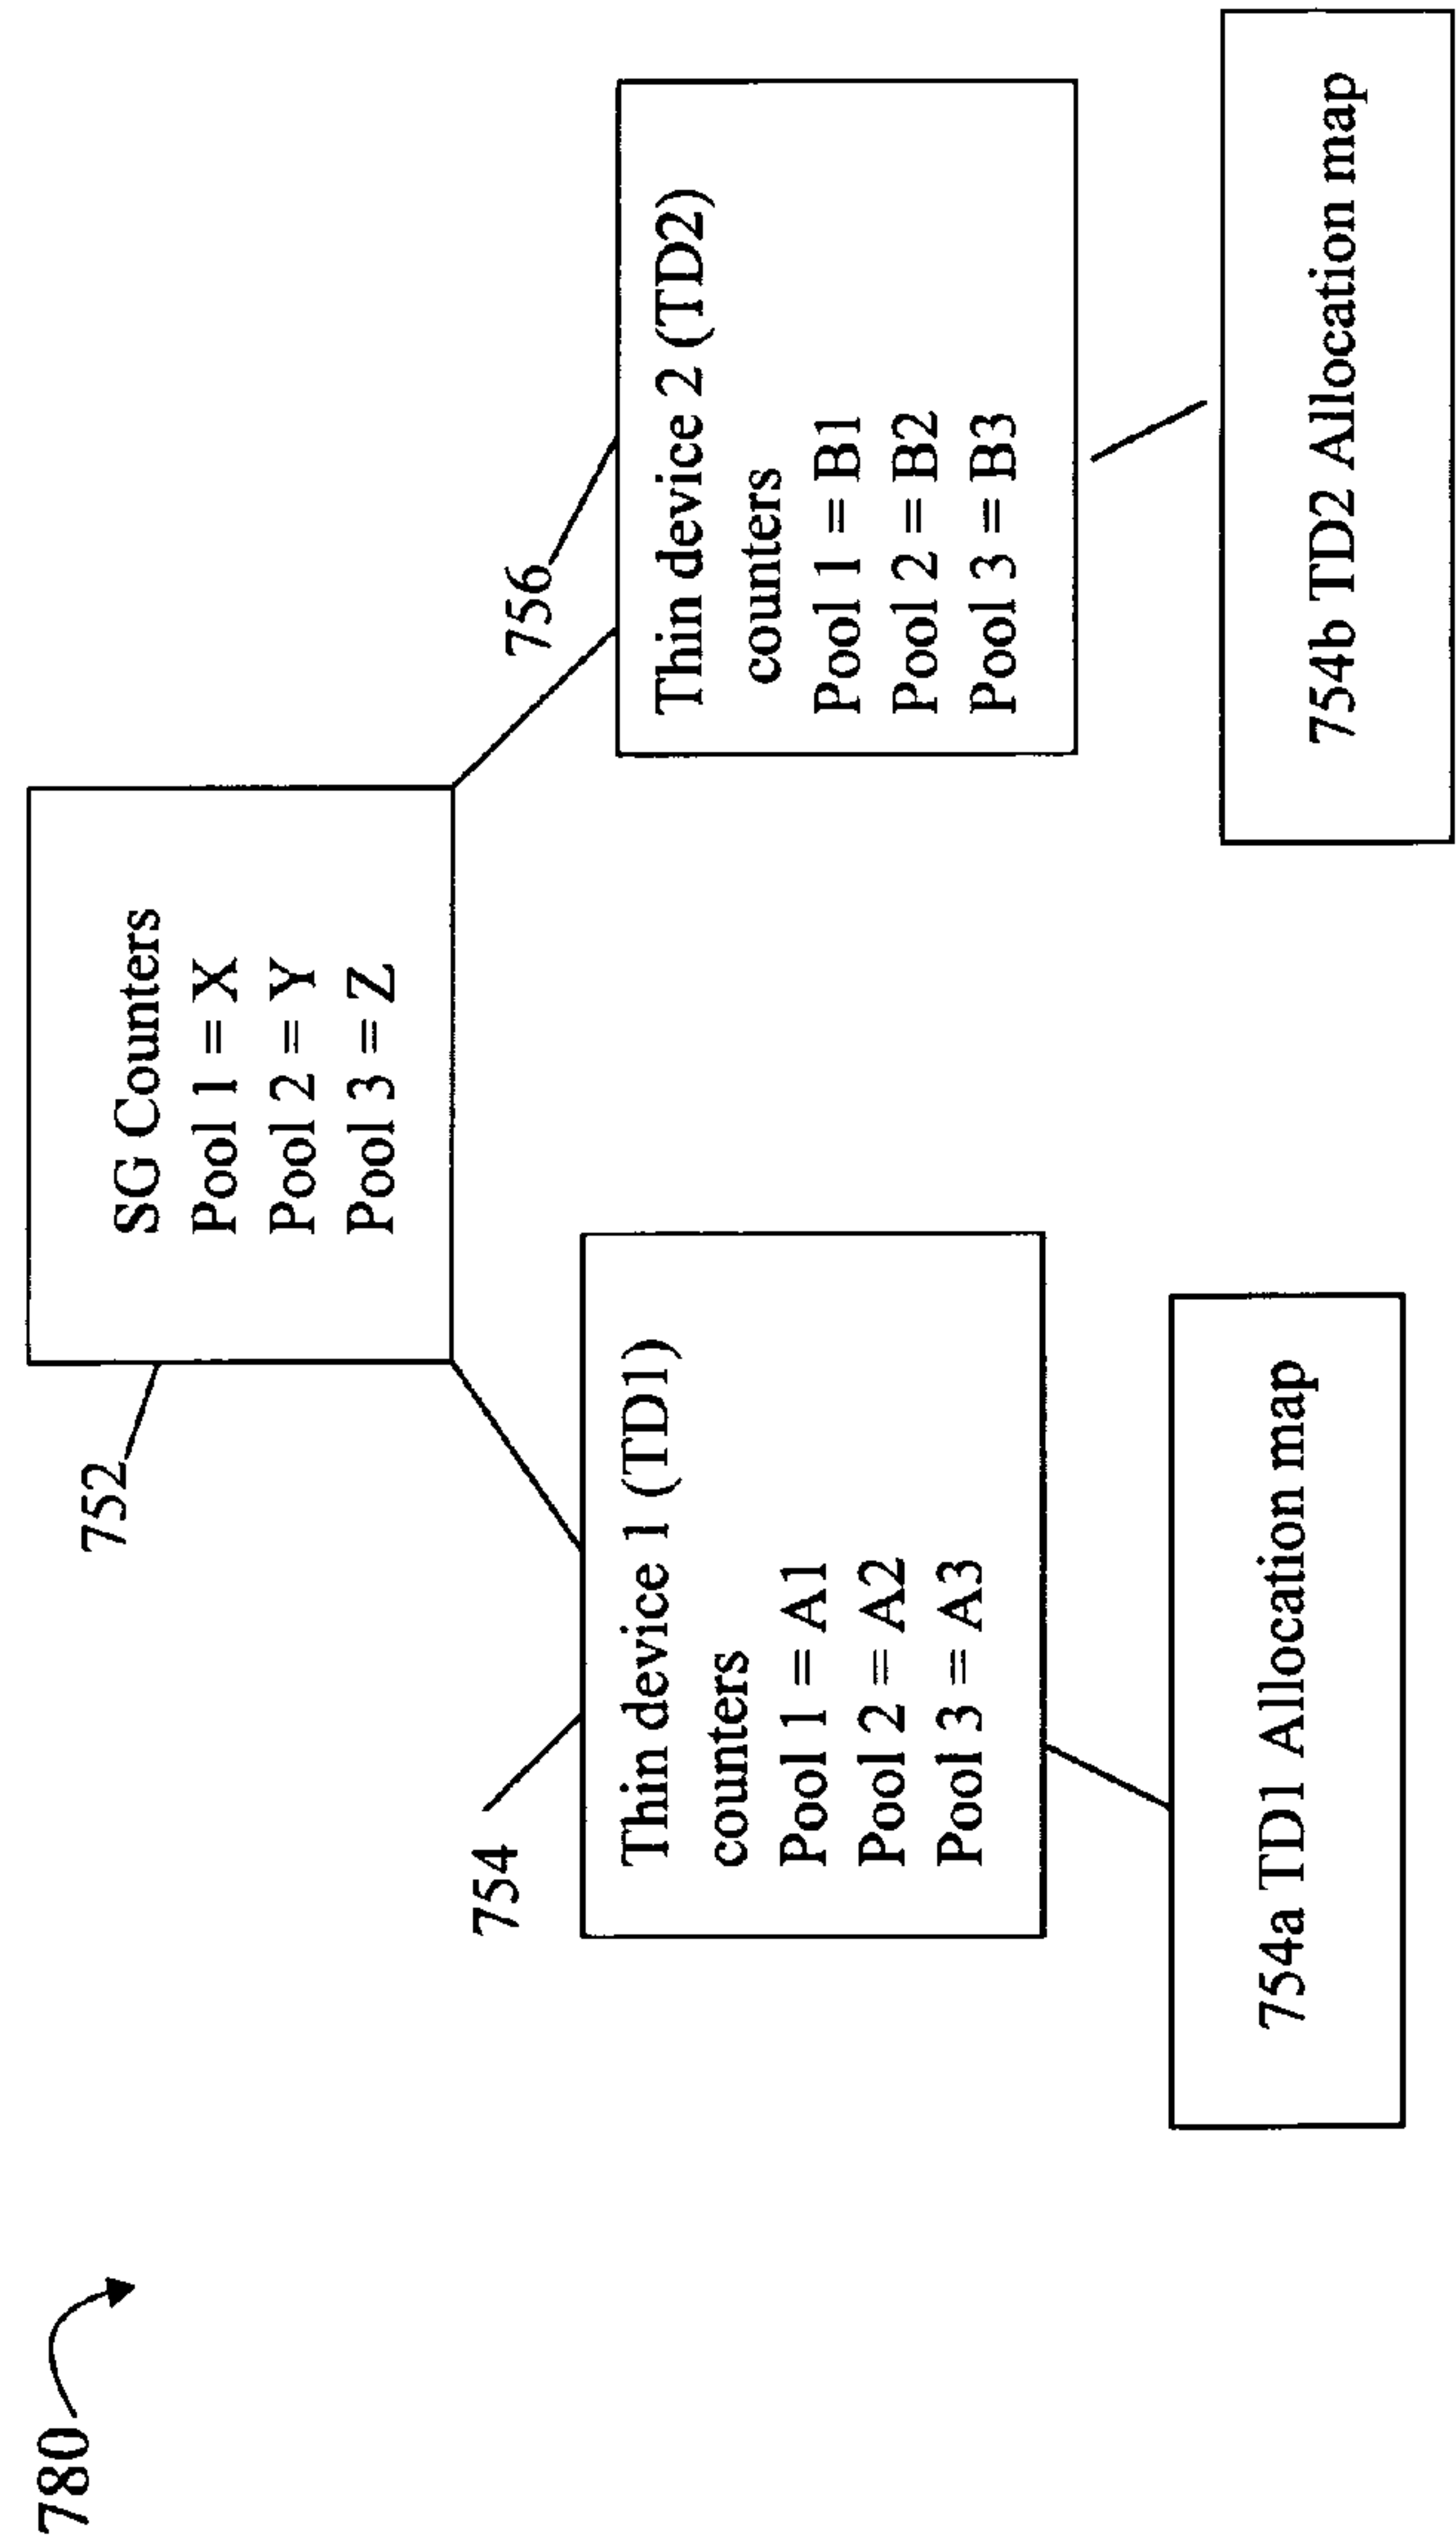 780
752
SG Counters
Pool 1 = X
Pool 2 = Y
Pool 3 = Z
754
Thin device 1 (TD1)
counters
Pool 1 = A1
Pool 2 = A2
Pool 3 = A3
756
Thin device 2 (TD2)
counters
Pool 1 = B1
Pool 2 = B2
Pool 3 = B3
754a TD1 Allocation map
754b TD2 Allocation map